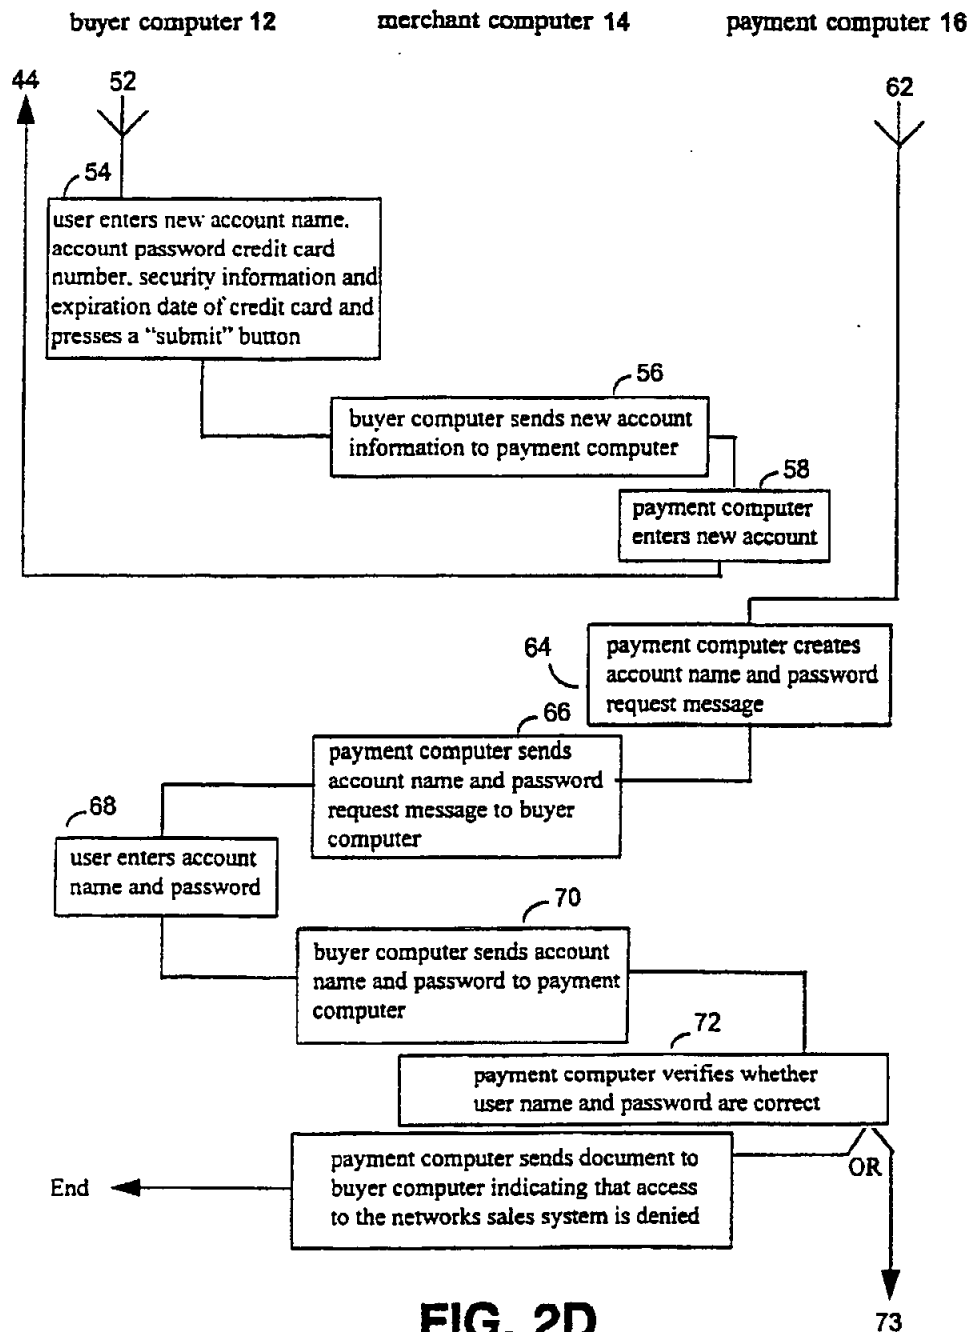 buyer computer 12 merchant computer 14 payment computer 16
44 52 62
54
user enters new account name.
account password credit card
number. security information and
expiration date of credit card and
presses a "submit" button
56
buyer computer sends new account
information to payment computer
58
payment computer
enters new account
64
payment computer creates
account name and password
request message
66
payment computer sends
account name and password
request message to buyer
computer
68
user enters account
name and password
70
buyer computer sends account
name and password to payment
computer
72
payment computer verifies whether
user name and password are correct
OR
payment computer sends document to
buyer computer indicating that access
to the networks sales system is denied
End
73
FIG. 2D